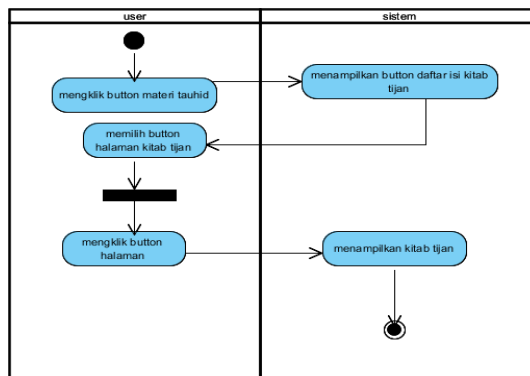 user
sistem
mengklik button materi tauhid
menampilkan button daftar isi kitab
tijan
memilih button
halaman kitab tijan
mengklik button
halaman
menampilkan kitab tijan